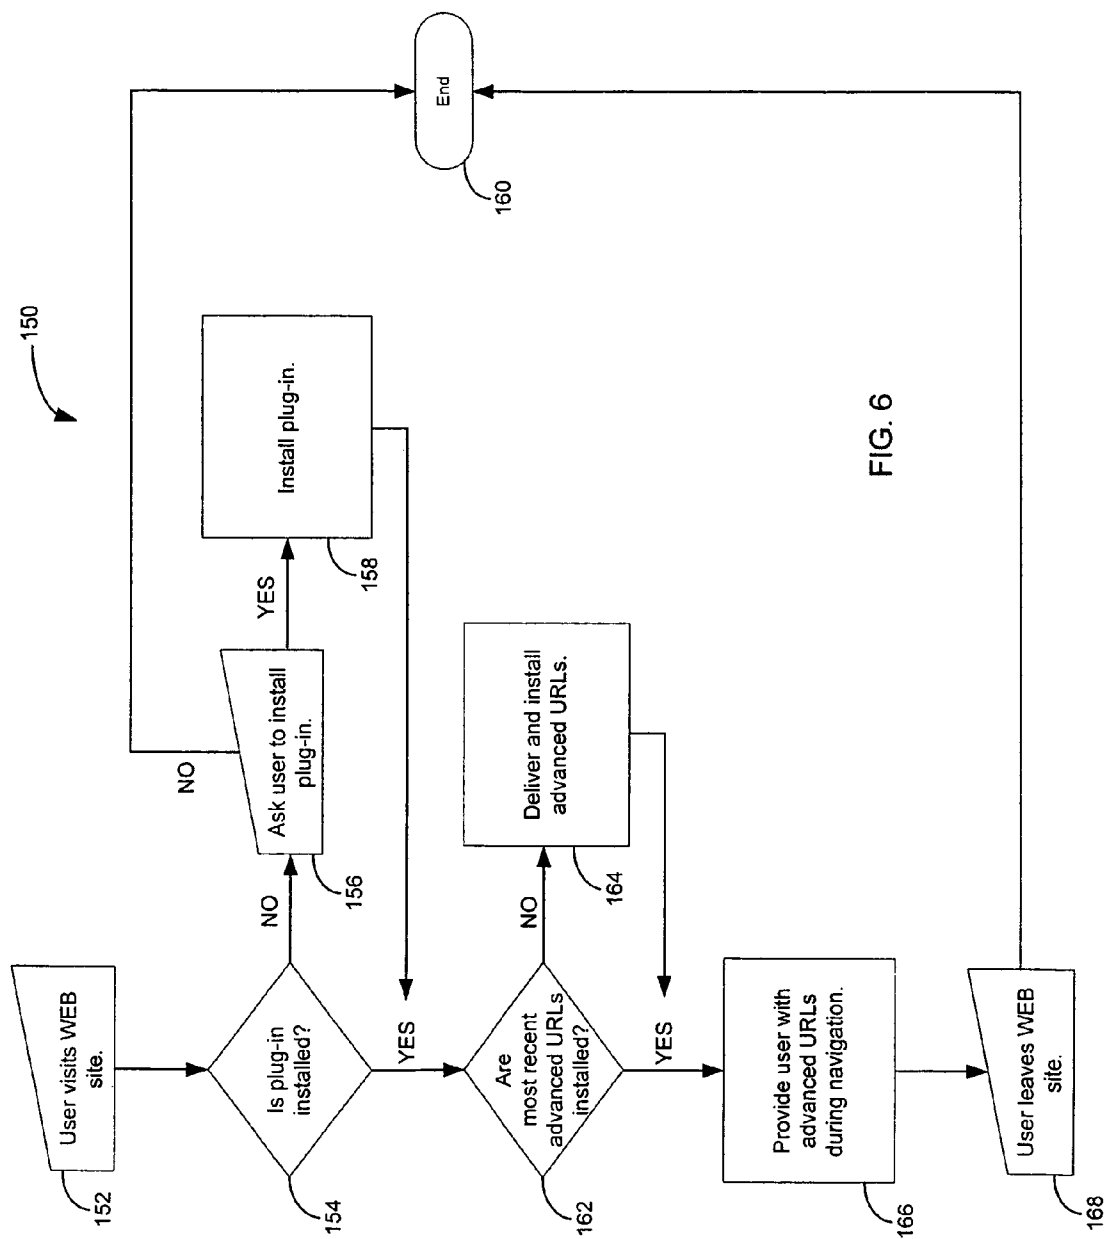 150
User visits WEB
site.
152
Is plug-in
installed?
154
NO
Ask user to install
plug-in.
156
NO
YES
Install plug-in.
158
End
160
YES
Are
most recent
advanced URLs
installed?
162
NO
Deliver and install
advanced URLs.
164
YES
Provide user with
advanced URLs
during navigation.
166
User leaves WEB
site.
168
FIG. 6